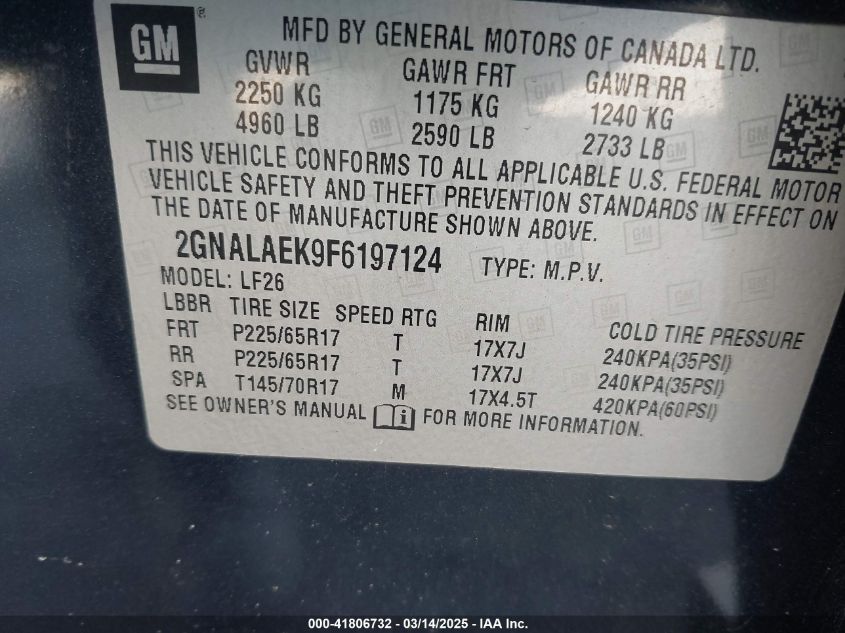 GM ®
MFD BY GENERAL MOTORS OF CANADA LTD.
GVWR GAWR FRT GAWR RR
2250 KG 1175 KG 1240 KG
4960 LB 2590 LB 2733 LB
THIS VEHICLE CONFORMS TO ALL APPLICABLE U.S. FEDERAL MOTOR
VEHICLE SAFETY AND THEFT PREVENTION STANDARDS IN EFFECT ON
THE DATE OF MANUFACTURE SHOWN ABOVE.
2GNALAEK9F6197124 TYPE: M.P.V.
MODEL: LF26
LBBR TIRE SIZE SPEED RTG RIM COLD TIRE PRESSURE
FRT P225/65R17 T 17X7J 240KPA(35PSI)
RR P225/65R17 T 17X7J 240KPA(35PSI)
SPA T145/70R17 M 17X4.5T 420KPA(60PSI)
SEE OWNER'S MANUAL i FOR MORE INFORMATION.
000-41806732 - 03/14/2025 - IAA Inc.